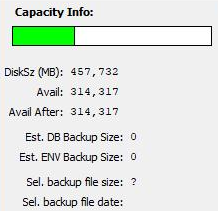 Capacity Info:
DiskSz (MB): 457,732
Avail: 314,317
Avail After: 314,317
Est. DB Backup Size: 0
Est. ENV Backup Size: 0
Sel. backup file size: ?
Sel. backup file date: